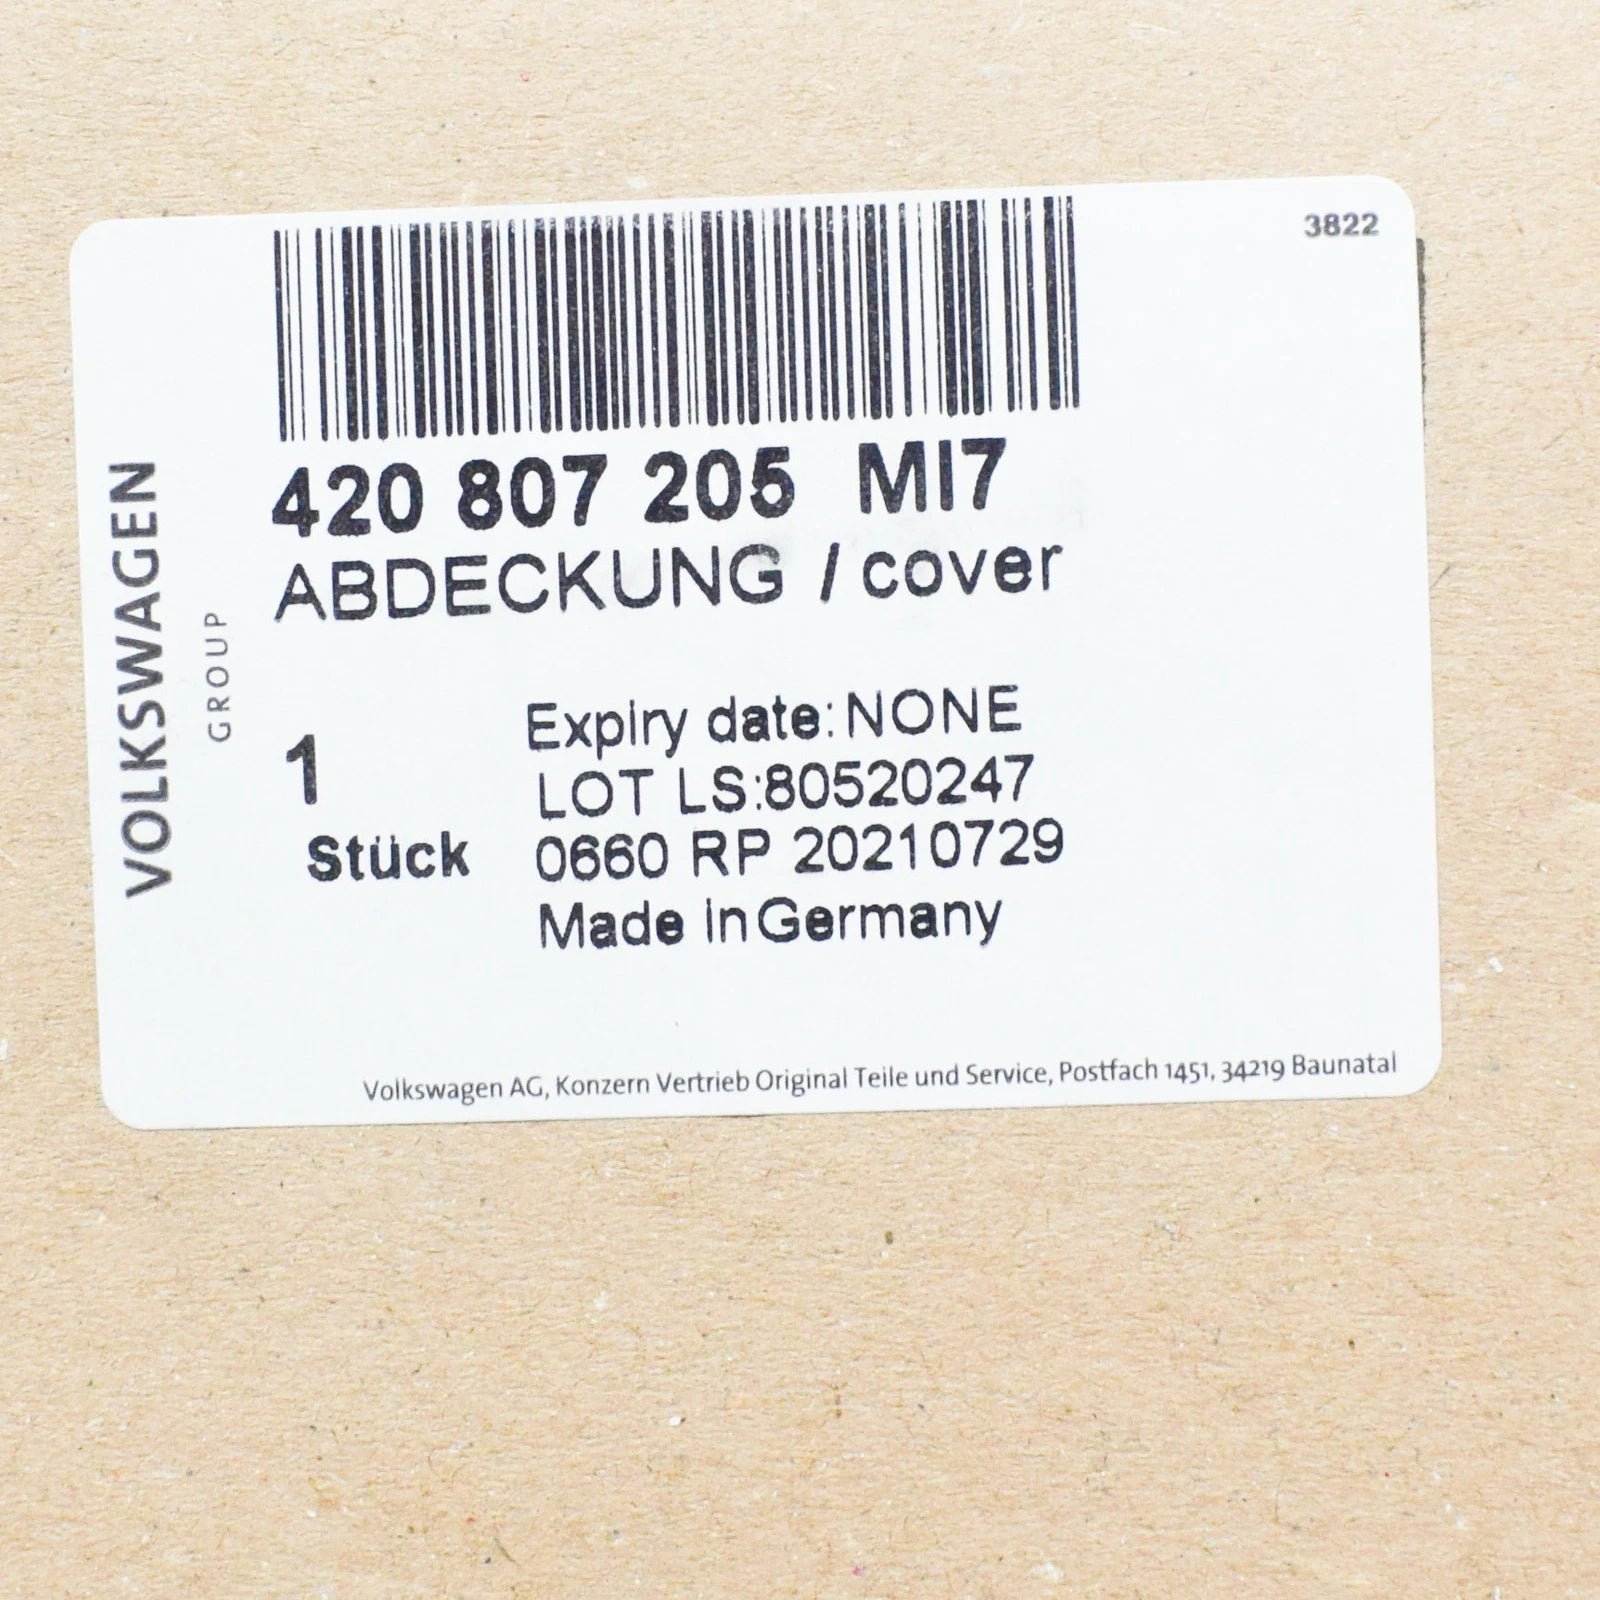 3822
420 807 205 MI7
ABDECKUNG / cover
VOLKSWAGEN
GROUP
1
Stück
Expiry date: NONE
LOT LS:80520247
0660 RP 20210729
Made in Germany
Volkswagen AG, Konzern Vertrieb Original Teile und Service, Postfach 1451, 34219 Baunatal